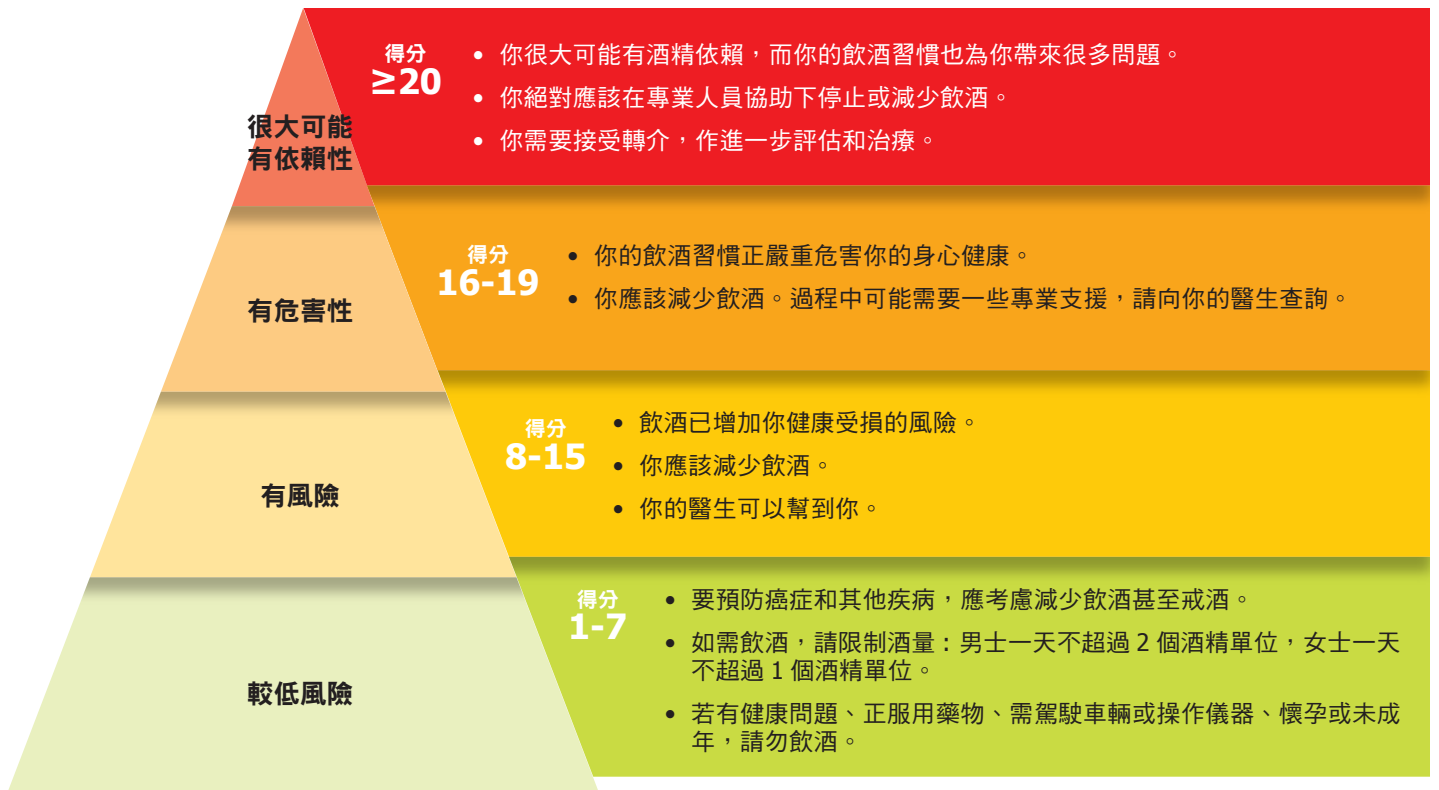 很大可能
有依賴性
得分
≥20
• 你很大可能有酒精依賴，而你的飲酒習慣也為你帶來很多問題。
• 你絕對應該在專業人員協助下停止或減少飲酒。
• 你需要接受轉介，作進一步評估和治療。
有危害性
得分
16-19
• 你的飲酒習慣正嚴重危害你的身心健康。
• 你應該減少飲酒。過程中可能需要一些專業支援，請向你的醫生查詢。
有風險
得分
8-15
• 飲酒已增加你健康受損的風險。
• 你應該減少飲酒。
• 你的醫生可以幫到你。
較低風險
得分
1-7
• 要預防癌症和其他疾病，應考慮減少飲酒甚至戒酒。
• 如需飲酒，請限制酒量：男士一天不超過 2 個酒精單位，女士一天
不超過 1 個酒精單位。
• 若有健康問題、正服用藥物、需駕駛車輛或操作儀器、懷孕或未成
年，請勿飲酒。